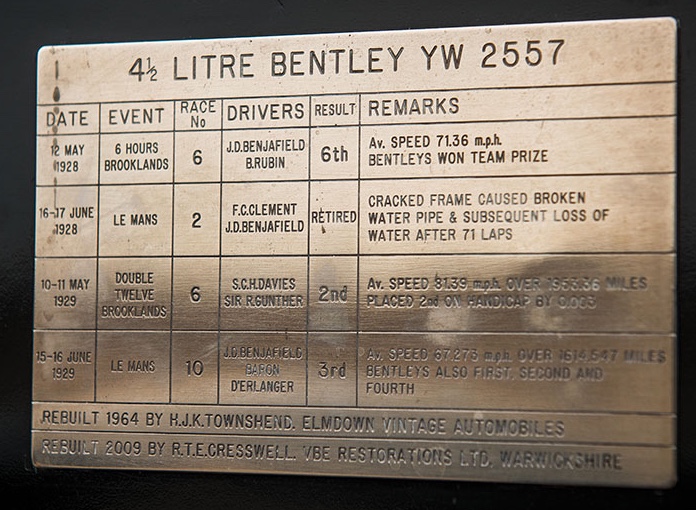 4½ LITRE BENTLEY YW 2557
DATE EVENT RACE No DRIVERS RESULT REMARKS
12 MAY 1928
6 HOURS BROOKLANDS
6
J.D.BENJAFIELD
B.RUBIN
6th
Av. SPEED 71.36 m.p.h.
BENTLEYS WON TEAM PRIZE
16-17 JUNE 1928
LE MANS
2
F.C.CLEMENT
J.D.BENJAFIELD
RETIRED
CRACKED FRAME CAUSED BROKEN
WATER PIPE & SUBSEQUENT LOSS OF
WATER AFTER 71 LAPS
10-11 MAY 1929
DOUBLE TWELVE BROOKLANDS
6
S.C.H.DAVIES
SIR R.GUNTHER
2nd
Av. SPEED 81.39 m.p.h. OVER 1953.36 MILES
PLACED 2nd ON HANDICAP BY 0.003
15-16 JUNE 1929
LE MANS
10
J.D.BENJAFIELD
BARON
D'ERLANGER
3rd
Av. SPEED 67.273 m.p.h. OVER 1614.547 MILES
BENTLEYS ALSO FIRST, SECOND AND
FOURTH
REBUILT 1964 BY H.J.K.TOWNSHEND, ELMDOWN VINTAGE AUTOMOBILES
REBUILT 2009 BY R.T.E.CRESSWELL, VBE RESTORATIONS LTD, WARWICKSHIRE